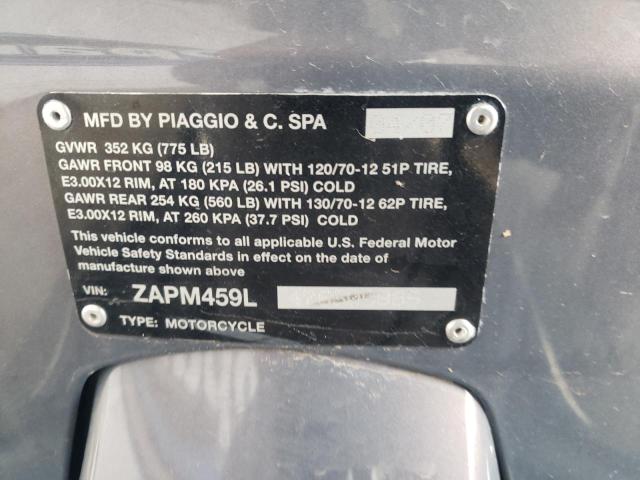 MFD BY PIAGGIO & C. SPA
GVWR 352 KG (775 LB)
GAWR FRONT 98 KG (215 LB) WITH 120/70-12 51P TIRE,
E3.00X12 RIM, AT 180 KPA (26.1 PSI) COLD
GAWR REAR 254 KG (560 LB) WITH 130/70-12 62P TIRE,
E3.00X12 RIM, AT 260 KPA (37.7 PSI) COLD
This vehicle conforms to all applicable U.S. Federal Motor
Vehicle Safety Standards in effect on the date of
manufacture shown above
VIN: ZAPM459L
TYPE: MOTORCYCLE